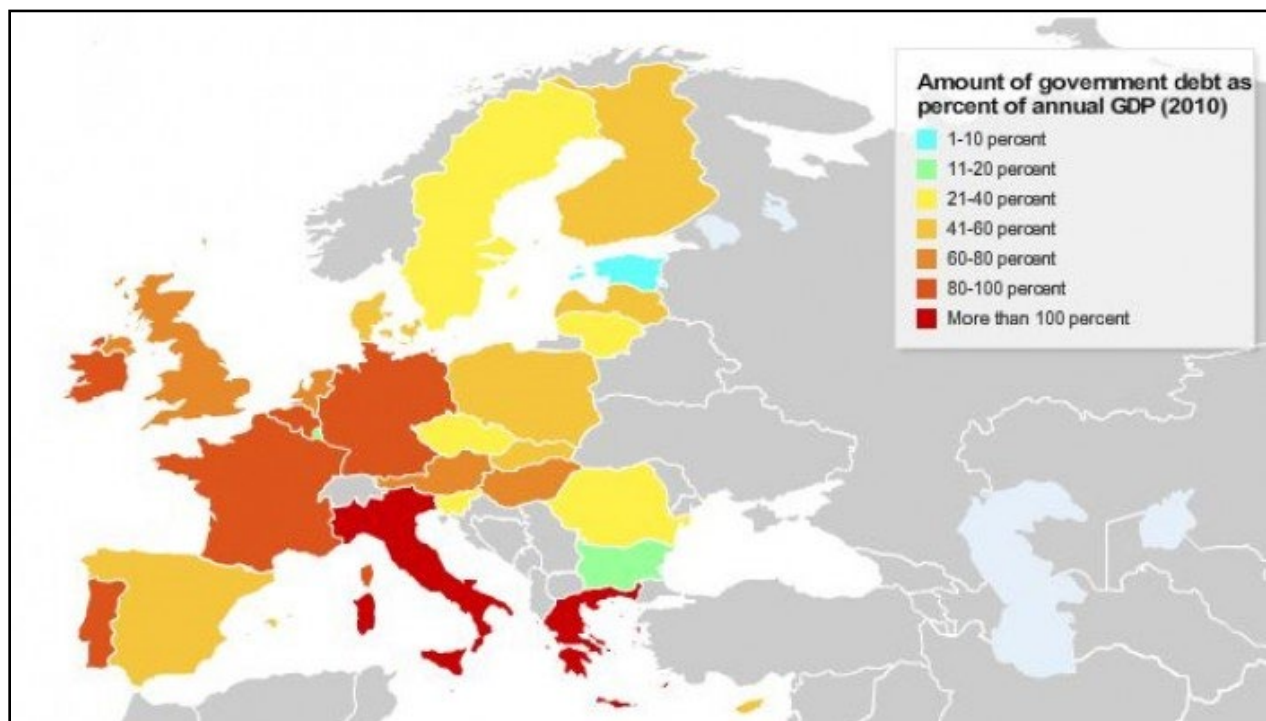 Amount of government debt as
percent of annual GDP (2010)
1-10 percent
11-20 percent
21-40 percent
41-60 percent
60-80 percent
80-100 percent
More than 100 percent